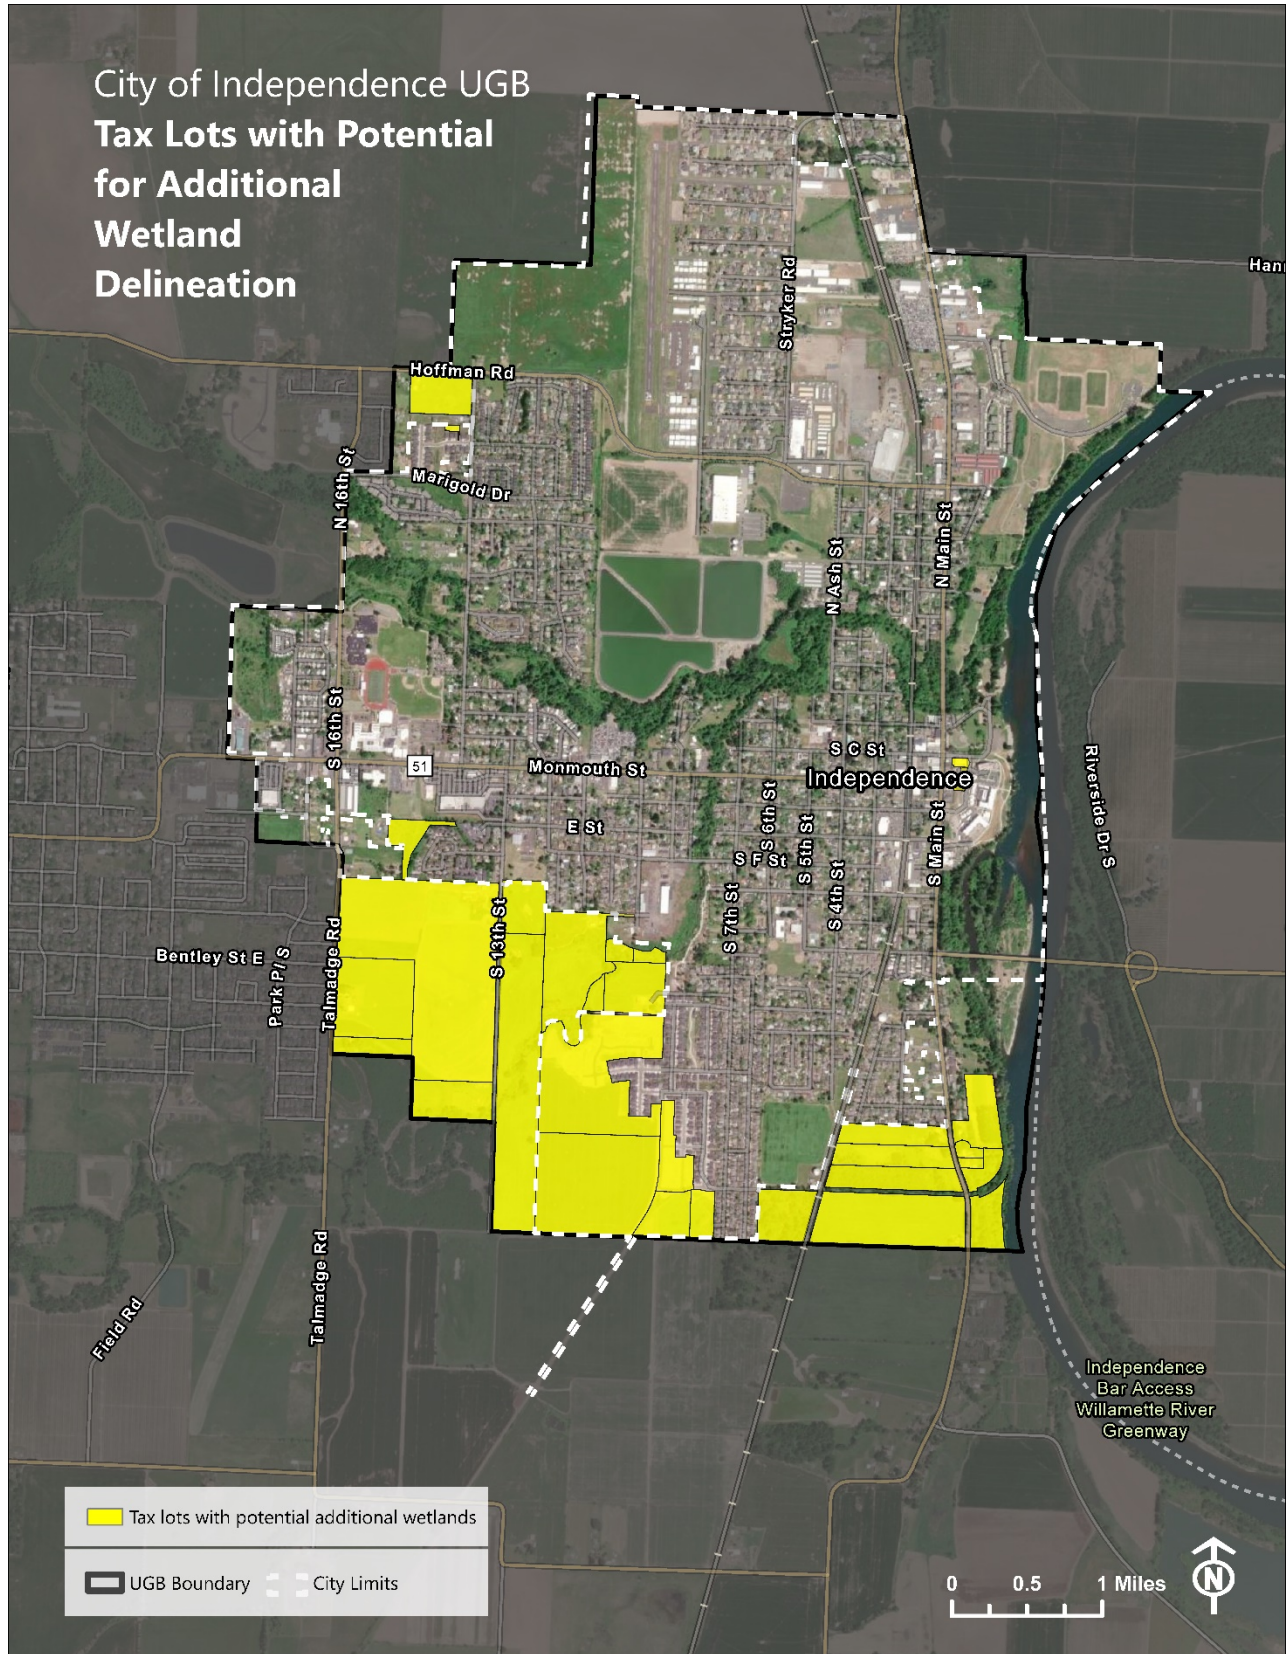 City of Independence UGB
Tax Lots with Potential
for Additional
Wetland
Delineation
Stryker Rd
Hoffman Rd
Marigold Dr
N 16th St
N Main St
N Ash St
S 16th St
51
Monmouth St
S C St
Independence
E St
S 6th St
S F St
S 5th St
S 4th St
S Main St
S 7th St
Riverside Dr S
S 13th St
Bentley St E
Park Pl S
Talmadge Rd
Talmadge Rd
Field Rd
Independence
Bar Access
Willamette River
Greenway
Tax lots with potential additional wetlands
UGB Boundary
City Limits
0 0.5 1 Miles
N